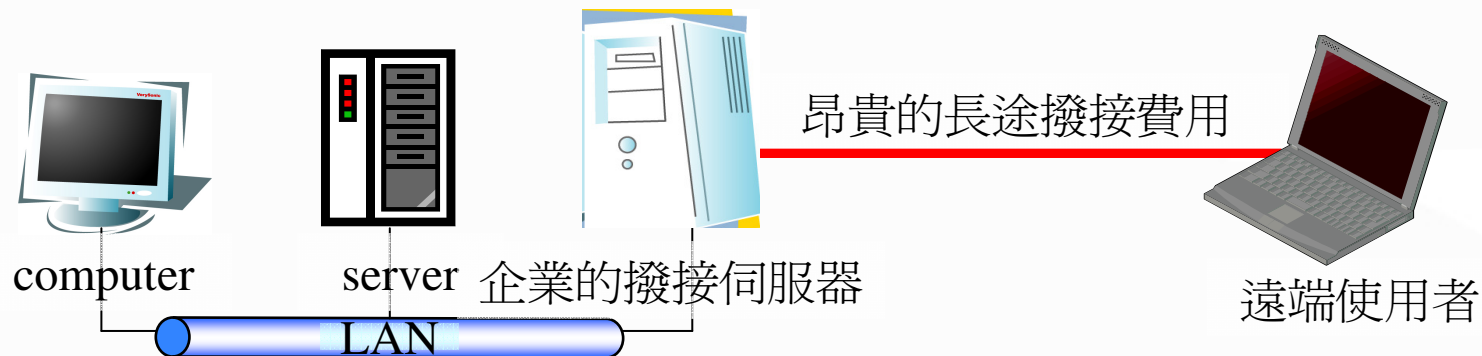 VerySonic
昂貴的長途撥接費用
computer
server
企業的撥接伺服器
遠端使用者
LAN